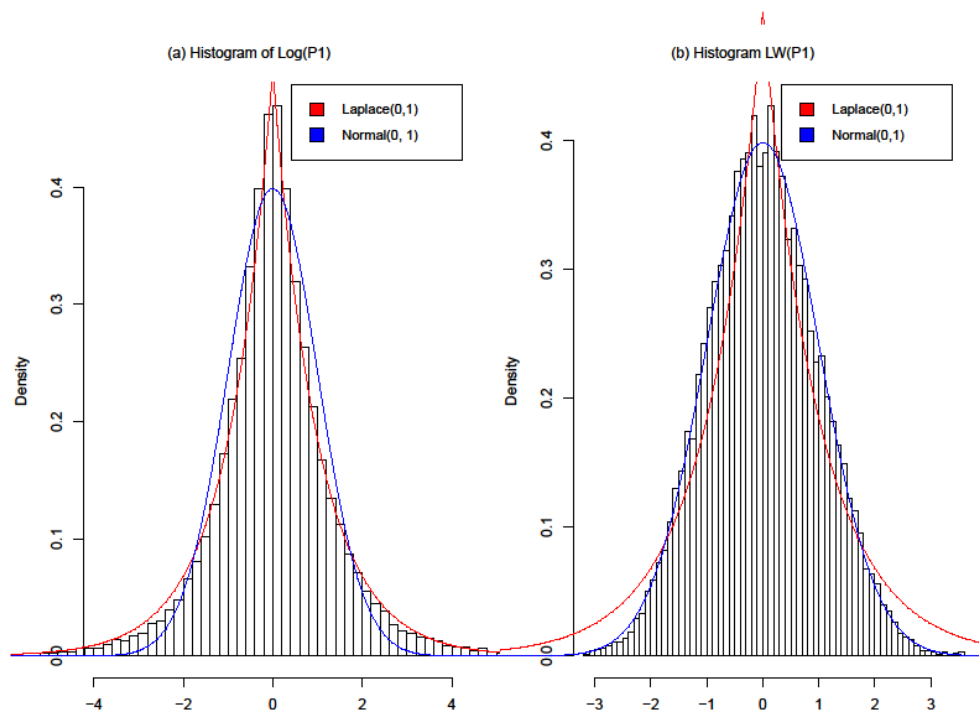 (a) Histogram of Log(P1)
Laplace(0,1)
Normal(0, 1)
Density
0.4
0.3
0.2
0.1
0.0
−4
−2
0
2
4
(b) Histogram LW(P1)
Laplace(0,1)
Normal(0,1)
Density
0.4
0.3
0.2
0.1
0.0
−3
−2
−1
0
1
2
3